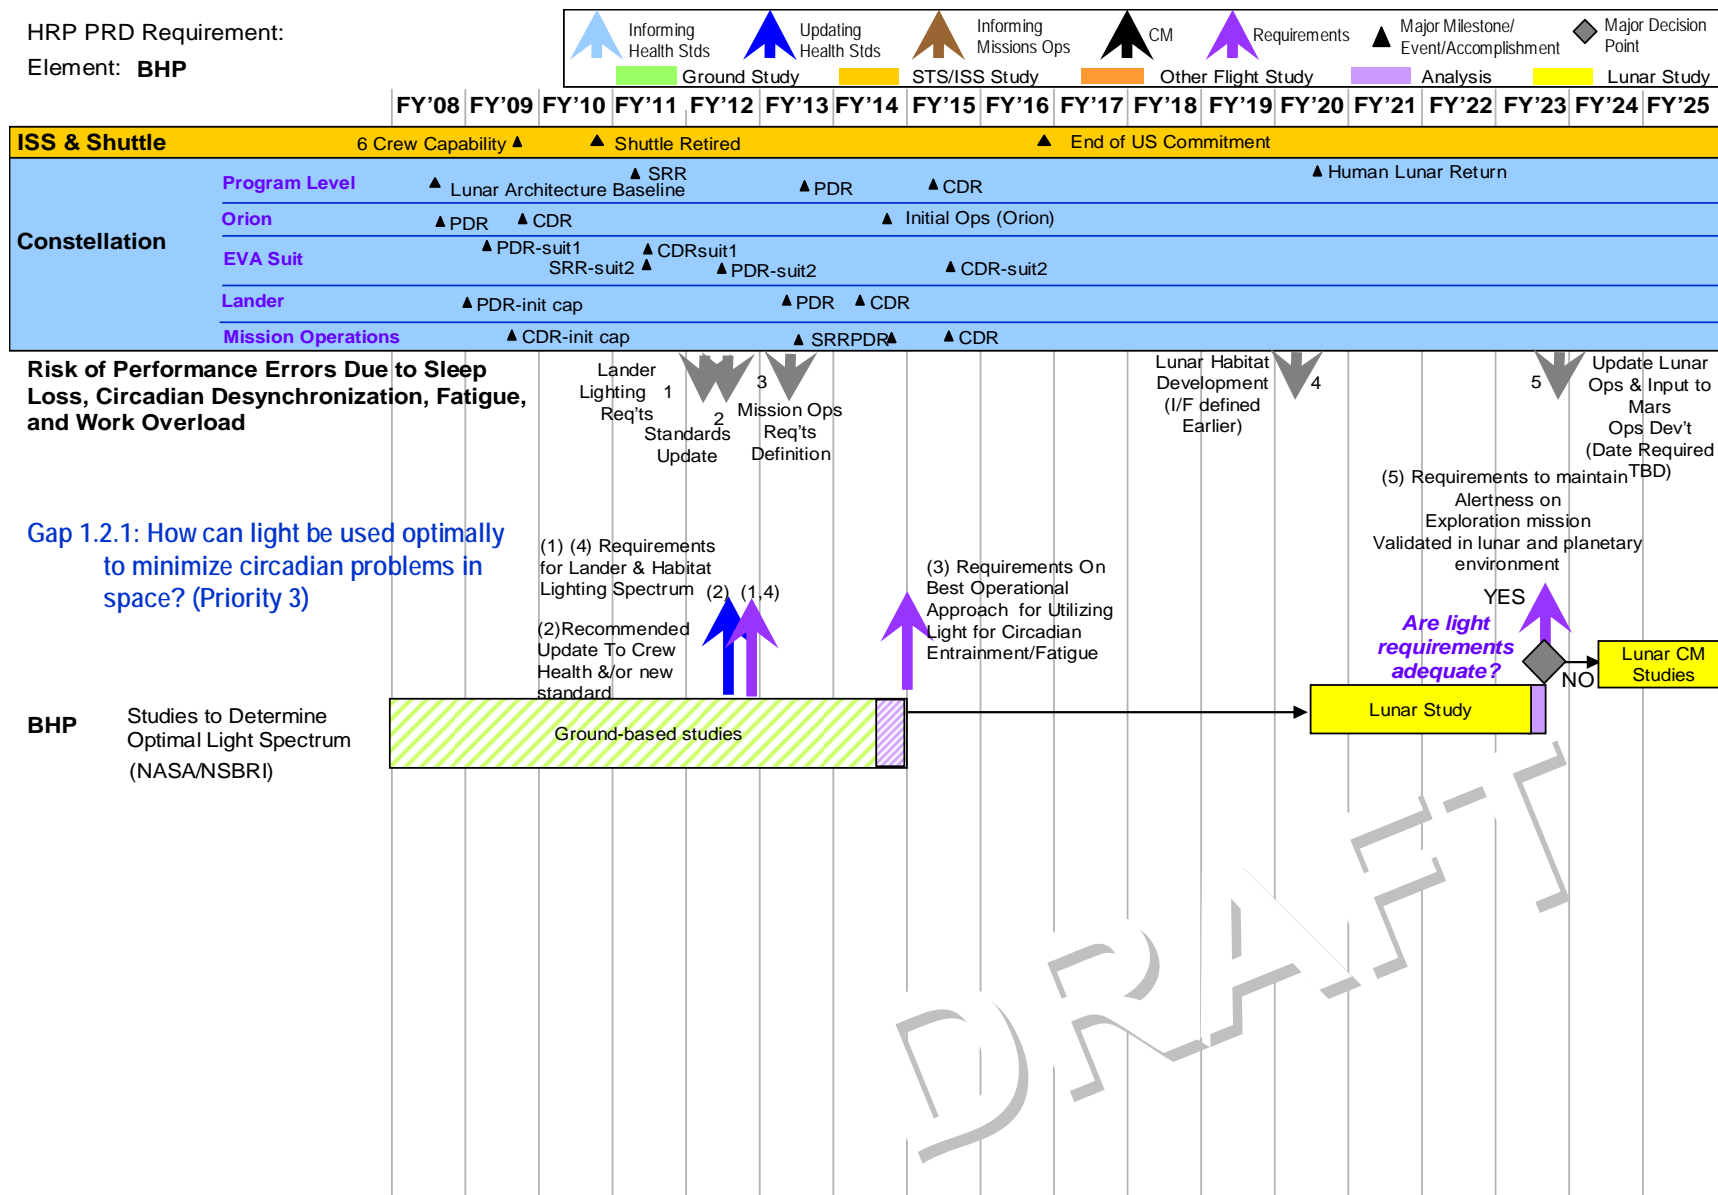 HRP PRD Requirement:
Element: BHP
Informing
Health Stds
Updating
Health Stds
Informing
Missions Ops
CM
Requirements
Major Milestone/
Event/Accomplishment
Major Decision
Point
Ground Study
STS/ISS Study
Other Flight Study
Analysis
Lunar Study
FY'08 FY'09 FY'10 FY'11 FY'12 FY'13 FY'14 FY'15 FY'16 FY'17 FY'18 FY'19 FY'20 FY'21 FY'22 FY'23 FY'24 FY'25
ISS & Shuttle
6 Crew Capability
Shuttle Retired
End of US Commitment
Constellation
Program Level
Lunar Architecture Baseline
SRR
PDR
CDR
Human Lunar Return
Orion
PDR
CDR
Initial Ops (Orion)
EVA Suit
PDR-suit1
CDRsuit1
SRR-suit2
PDR-suit2
CDR-suit2
Lander
PDR-init cap
PDR
CDR
Mission Operations
CDR-init cap
SRR
PDR
CDR
Risk of Performance Errors Due to Sleep
Loss, Circadian Desynchronization, Fatigue,
and Work Overload
Lander
Lighting
Req'ts
1
Standards
Update
2
3
Mission Ops
Req'ts
Definition
Lunar Habitat
Development
(I/F defined
Earlier)
4
5
Update Lunar
Ops & Input to
Mars
Ops Dev't
(Date Required
TBD)
Gap 1.2.1: How can light be used optimally
to minimize circadian problems in
space? (Priority 3)
(1) (4) Requirements
for Lander & Habitat
Lighting Spectrum
(2)Recommended
Update To Crew
Health &/or new
standard
(2)
(1,4)
(3) Requirements On
Best Operational
Approach for Utilizing
Light for Circadian
Entrainment/Fatigue
(5) Requirements to maintain
Alertness on
Exploration mission
Validated in lunar and planetary
environment
YES
Are light
requirements
adequate?
NO
Lunar CM
Studies
BHP
Studies to Determine
Optimal Light Spectrum
(NASA/NSBRI)
Ground-based studies
Lunar Study
DRAFT